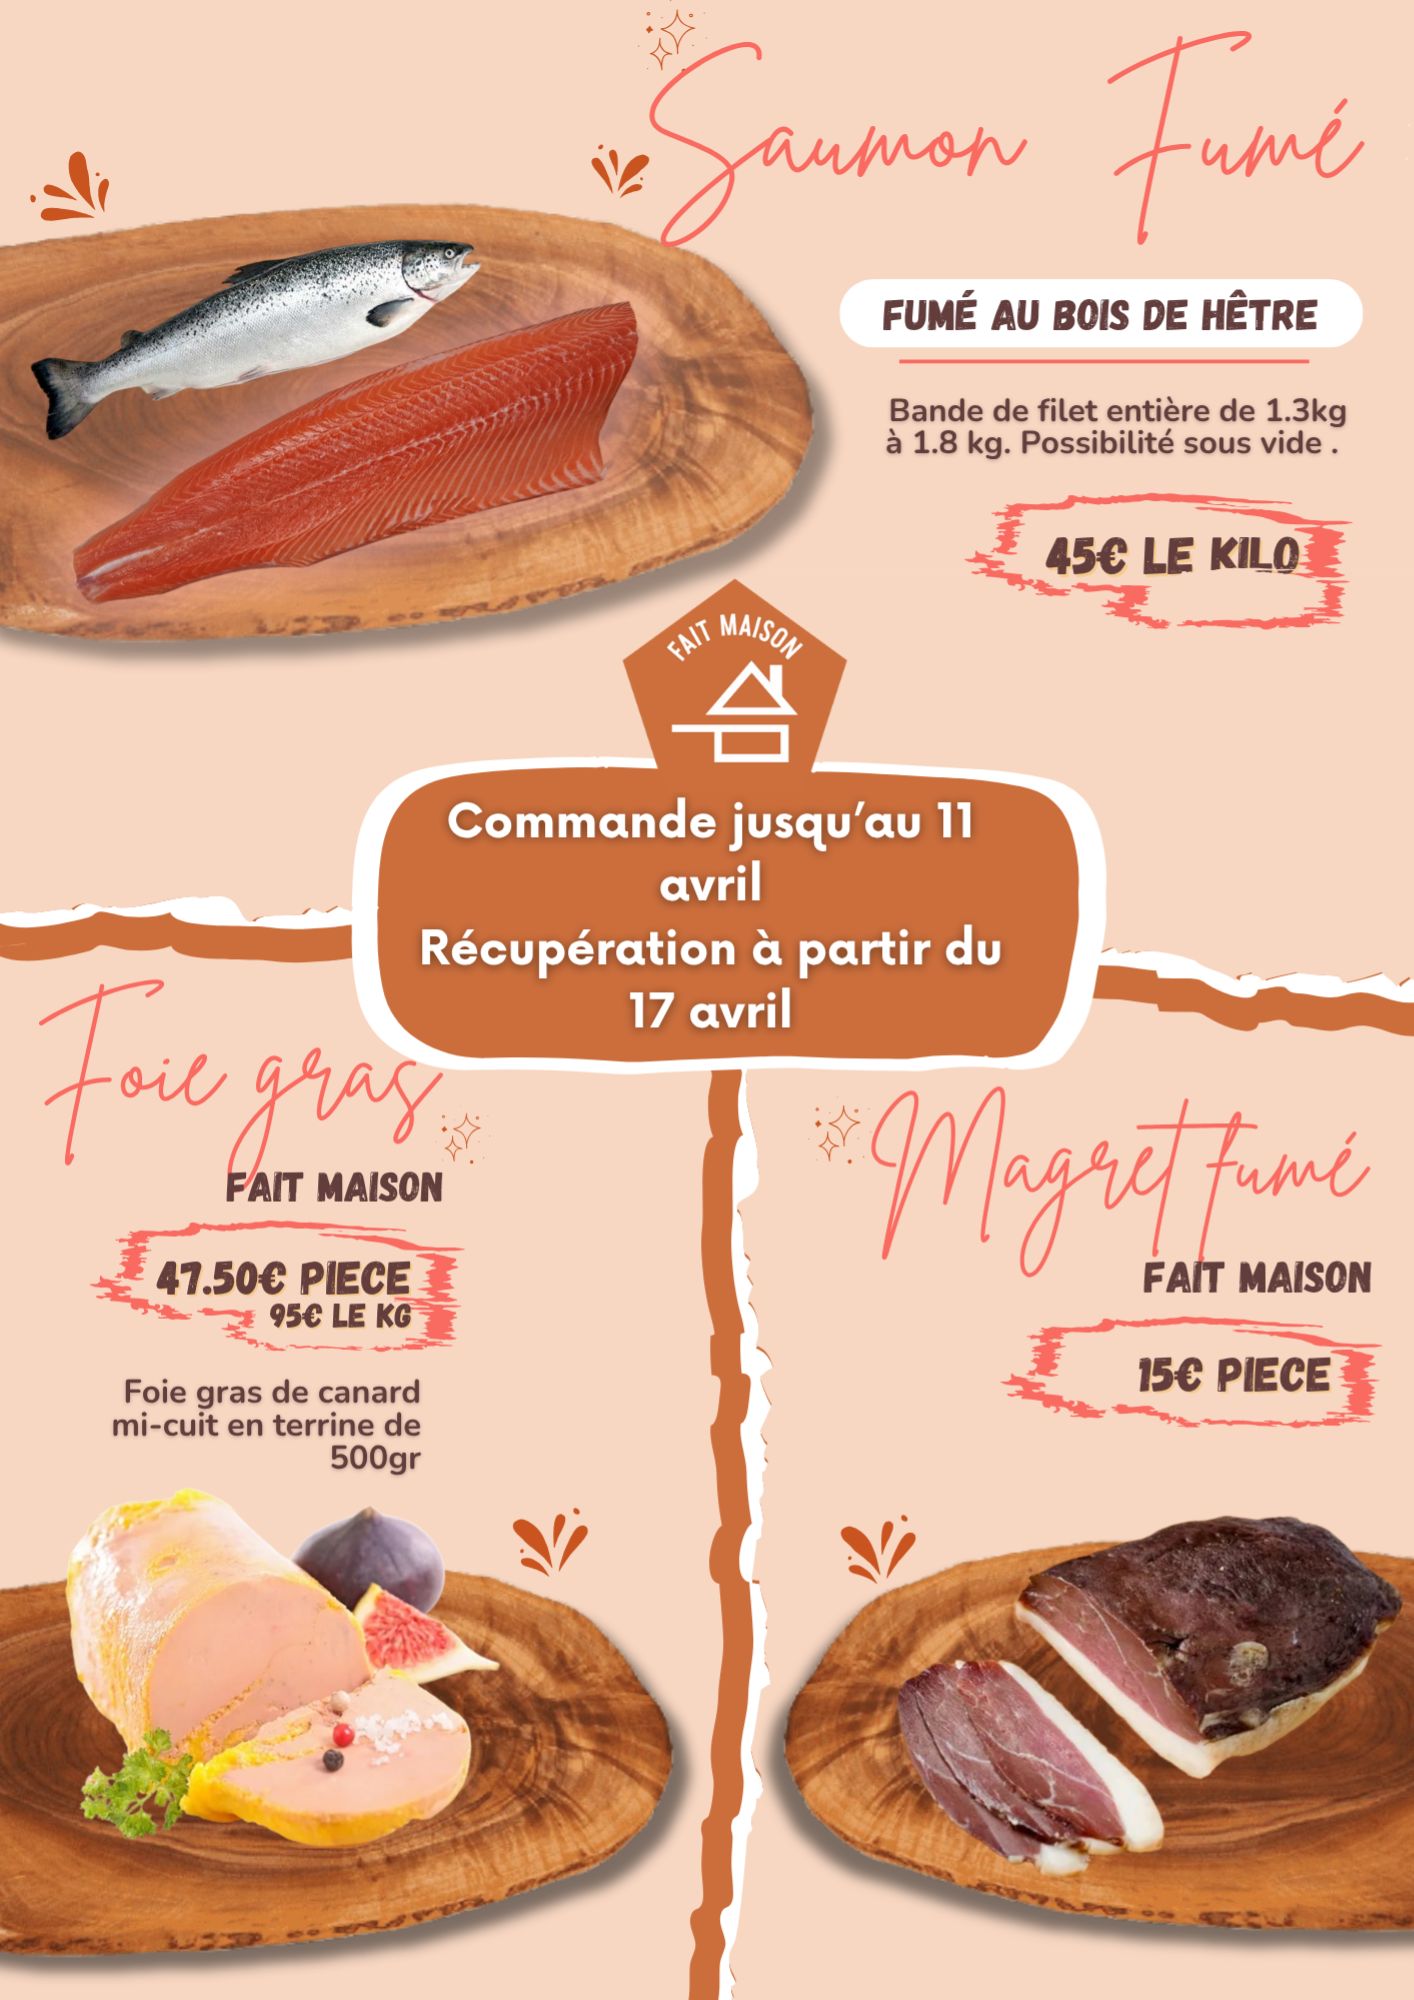 Saumon Fumé
FUMÉ AU BOIS DE HÊTRE
Bande de filet entière de 1.3kg
à 1.8 kg. Possibilité sous vide .
45€ LE KILO
FAIT MAISON
Commande jusqu'au 11
avril
Récupération à partir du
17 avril
Foie gras
FAIT MAISON
47.50€ PIECE
95€ LE KG
Foie gras de canard
mi-cuit en terrine de
500gr
Magret fumé
FAIT MAISON
15€ PIECE